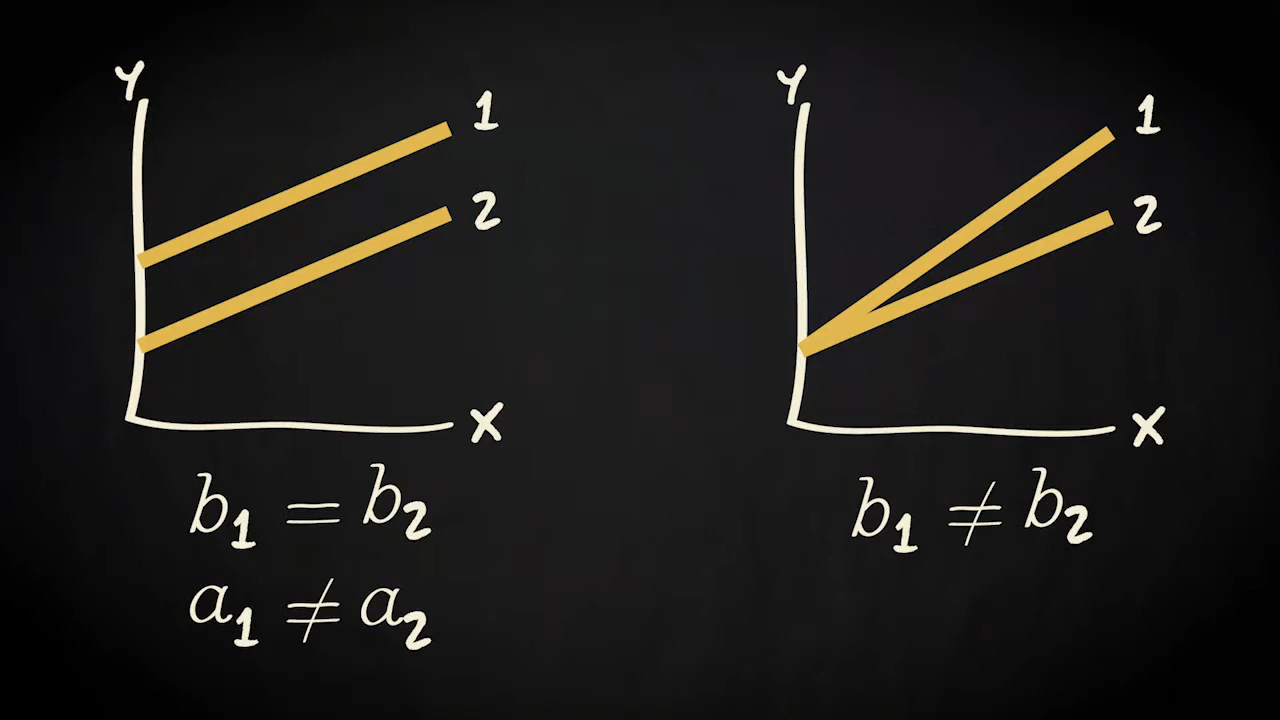 Y
1
2
X
b₁ = b₂
a₁ ≠ a₂
Y
1
2
X
b₁ ≠ b₂